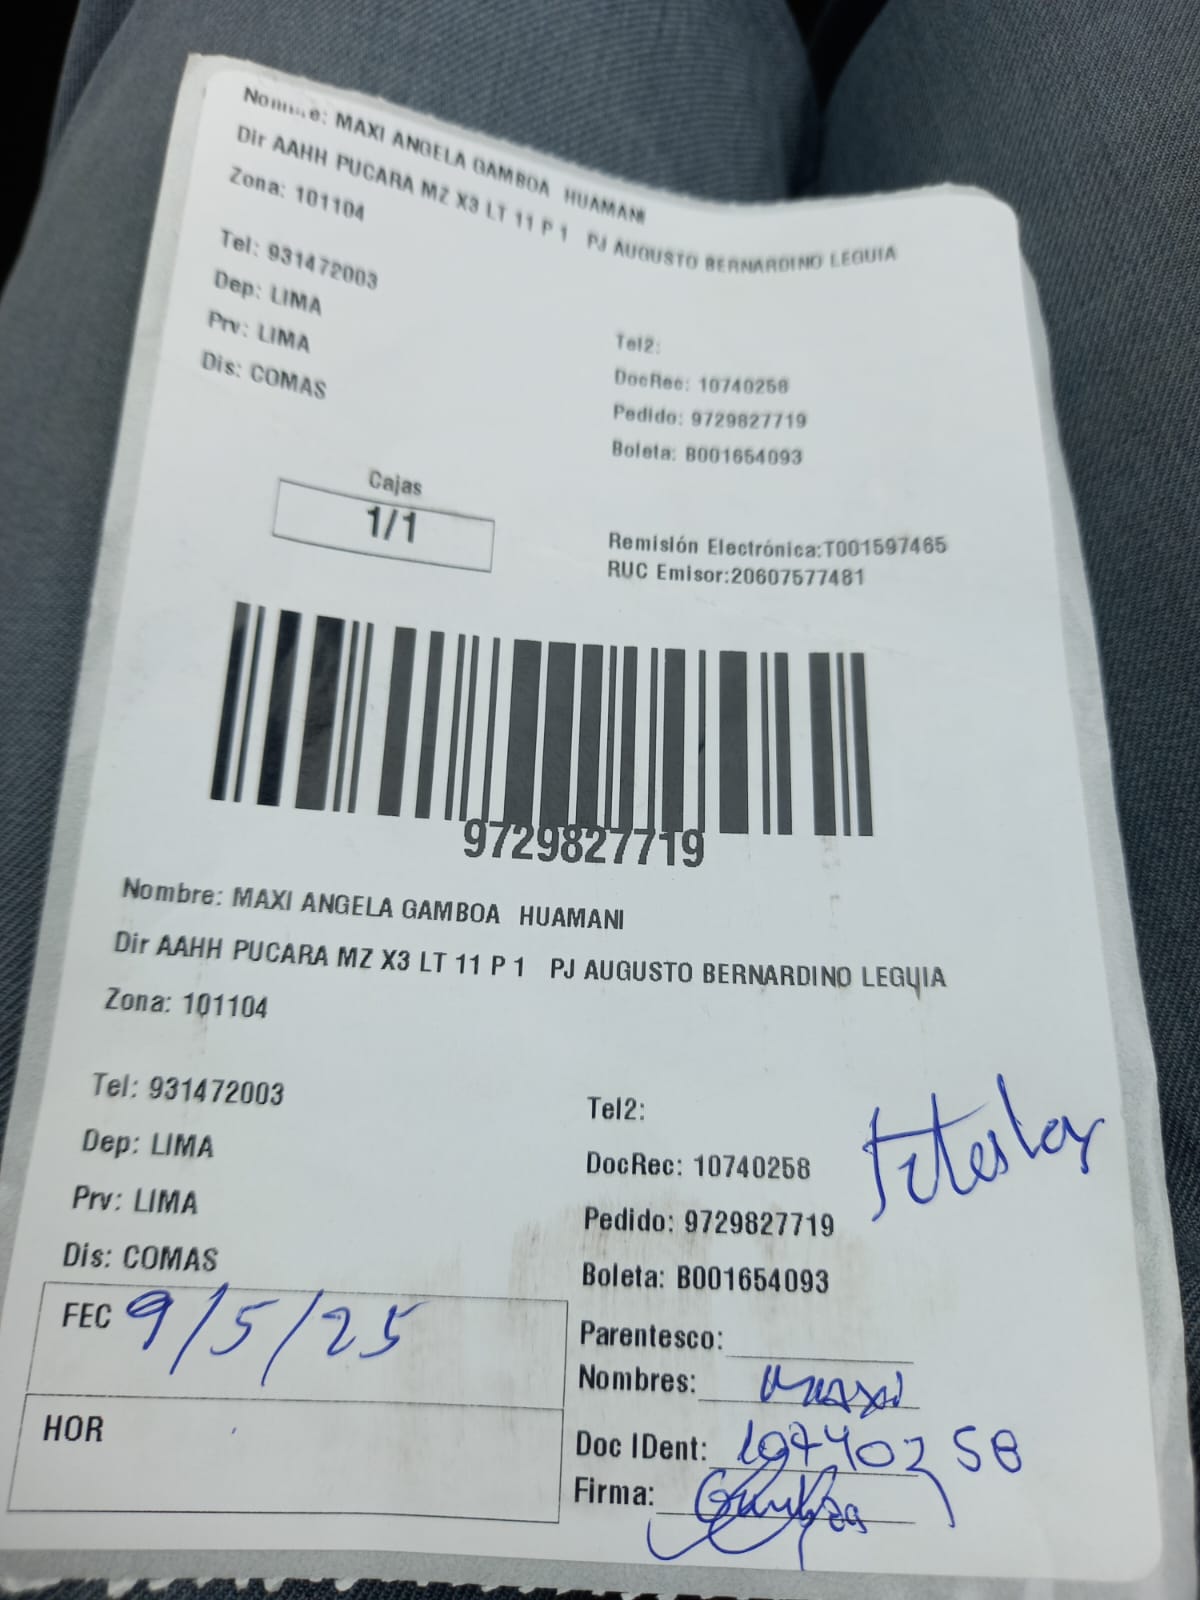 Nombre: MAXI ANGELA GAMBOA HUAMANI
Dir AAHH PUCARA MZ X3 LT 11 P 1 PJ AUGUSTO BERNARDINO LEGUIA
Zona: 101104
Tel: 931472003
Dep: LIMA
Prv: LIMA
Dis: COMAS
Tel2:
DocRec: 10740258
Pedido: 9729827719
Boleta: B001654093
Cajas
1/1
Remisión Electrónica:T001597465
RUC Emisor:20607577481
9729827719
Nombre: MAXI ANGELA GAMBOA HUAMANI
Dir AAHH PUCARA MZ X3 LT 11 P 1 PJ AUGUSTO BERNARDINO LEGUIA
Zona: 101104
Tel: 931472003
Dep: LIMA
Prv: LIMA
Dis: COMAS
Tel2:
DocRec: 10740258
Pedido: 9729827719
Boleta: B001654093
FEC 9/5/25
HOR
Parentesco:
Nombres: Maxi
Doc IDent: 10740258
Firma: Gamboa